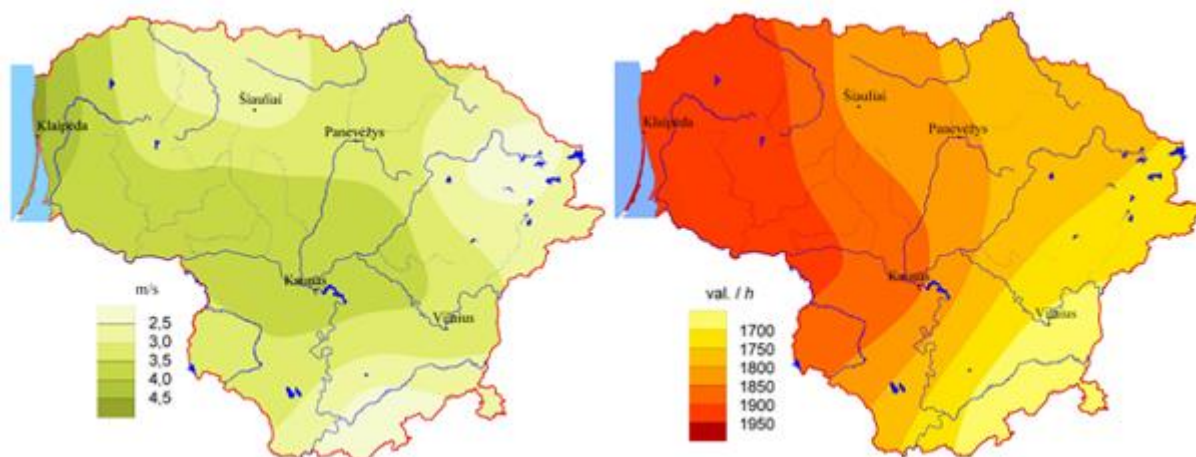 Šiauliai
Klaipėda
Panevėžys
Kaunas
Vilnius
m/s
2,5
3,0
3,5
4,0
4,5
Šiauliai
Klaipėda
Panevėžys
Kaunas
Vilnius
val. / h
1700
1750
1800
1850
1900
1950